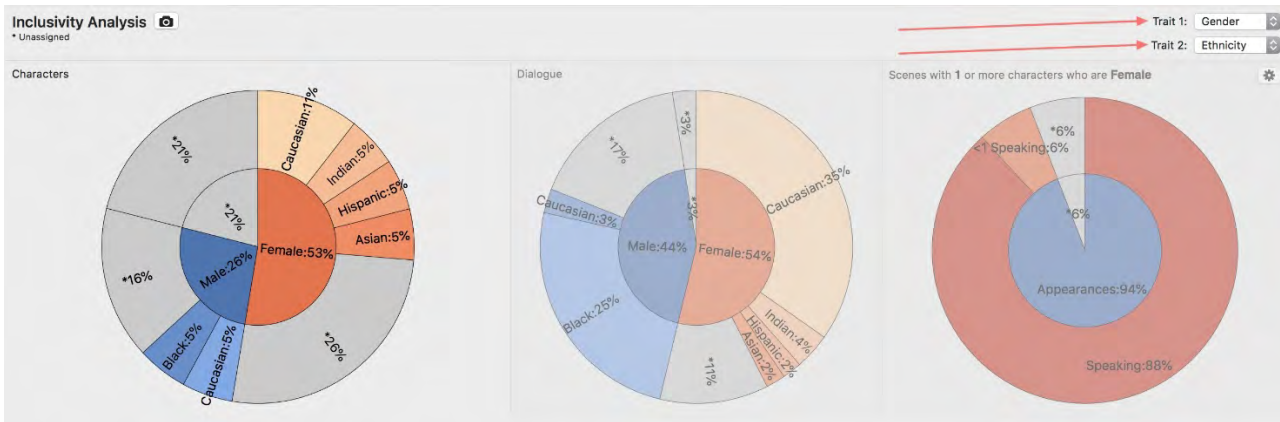 Inclusivity Analysis
* Unassigned
Trait 1: Gender
Trait 2: Ethnicity
Characters
Caucasian:11%
Indian:5%
Hispanic:5%
Asian:5%
*26%
Caucasian:5%
Black:5%
*16%
*21%
*21%
Female:53%
Male:26%
Dialogue
*3%
Caucasian:35%
Indian:4%
Hispanic:2%
Asian:2%
*11%
Black:25%
Caucasian:3%
*17%
*3%
Male:44%
Female:54%
Scenes with 1 or more characters who are Female
*6%
<1 Speaking:6%
*6%
Appearances:94%
Speaking:88%